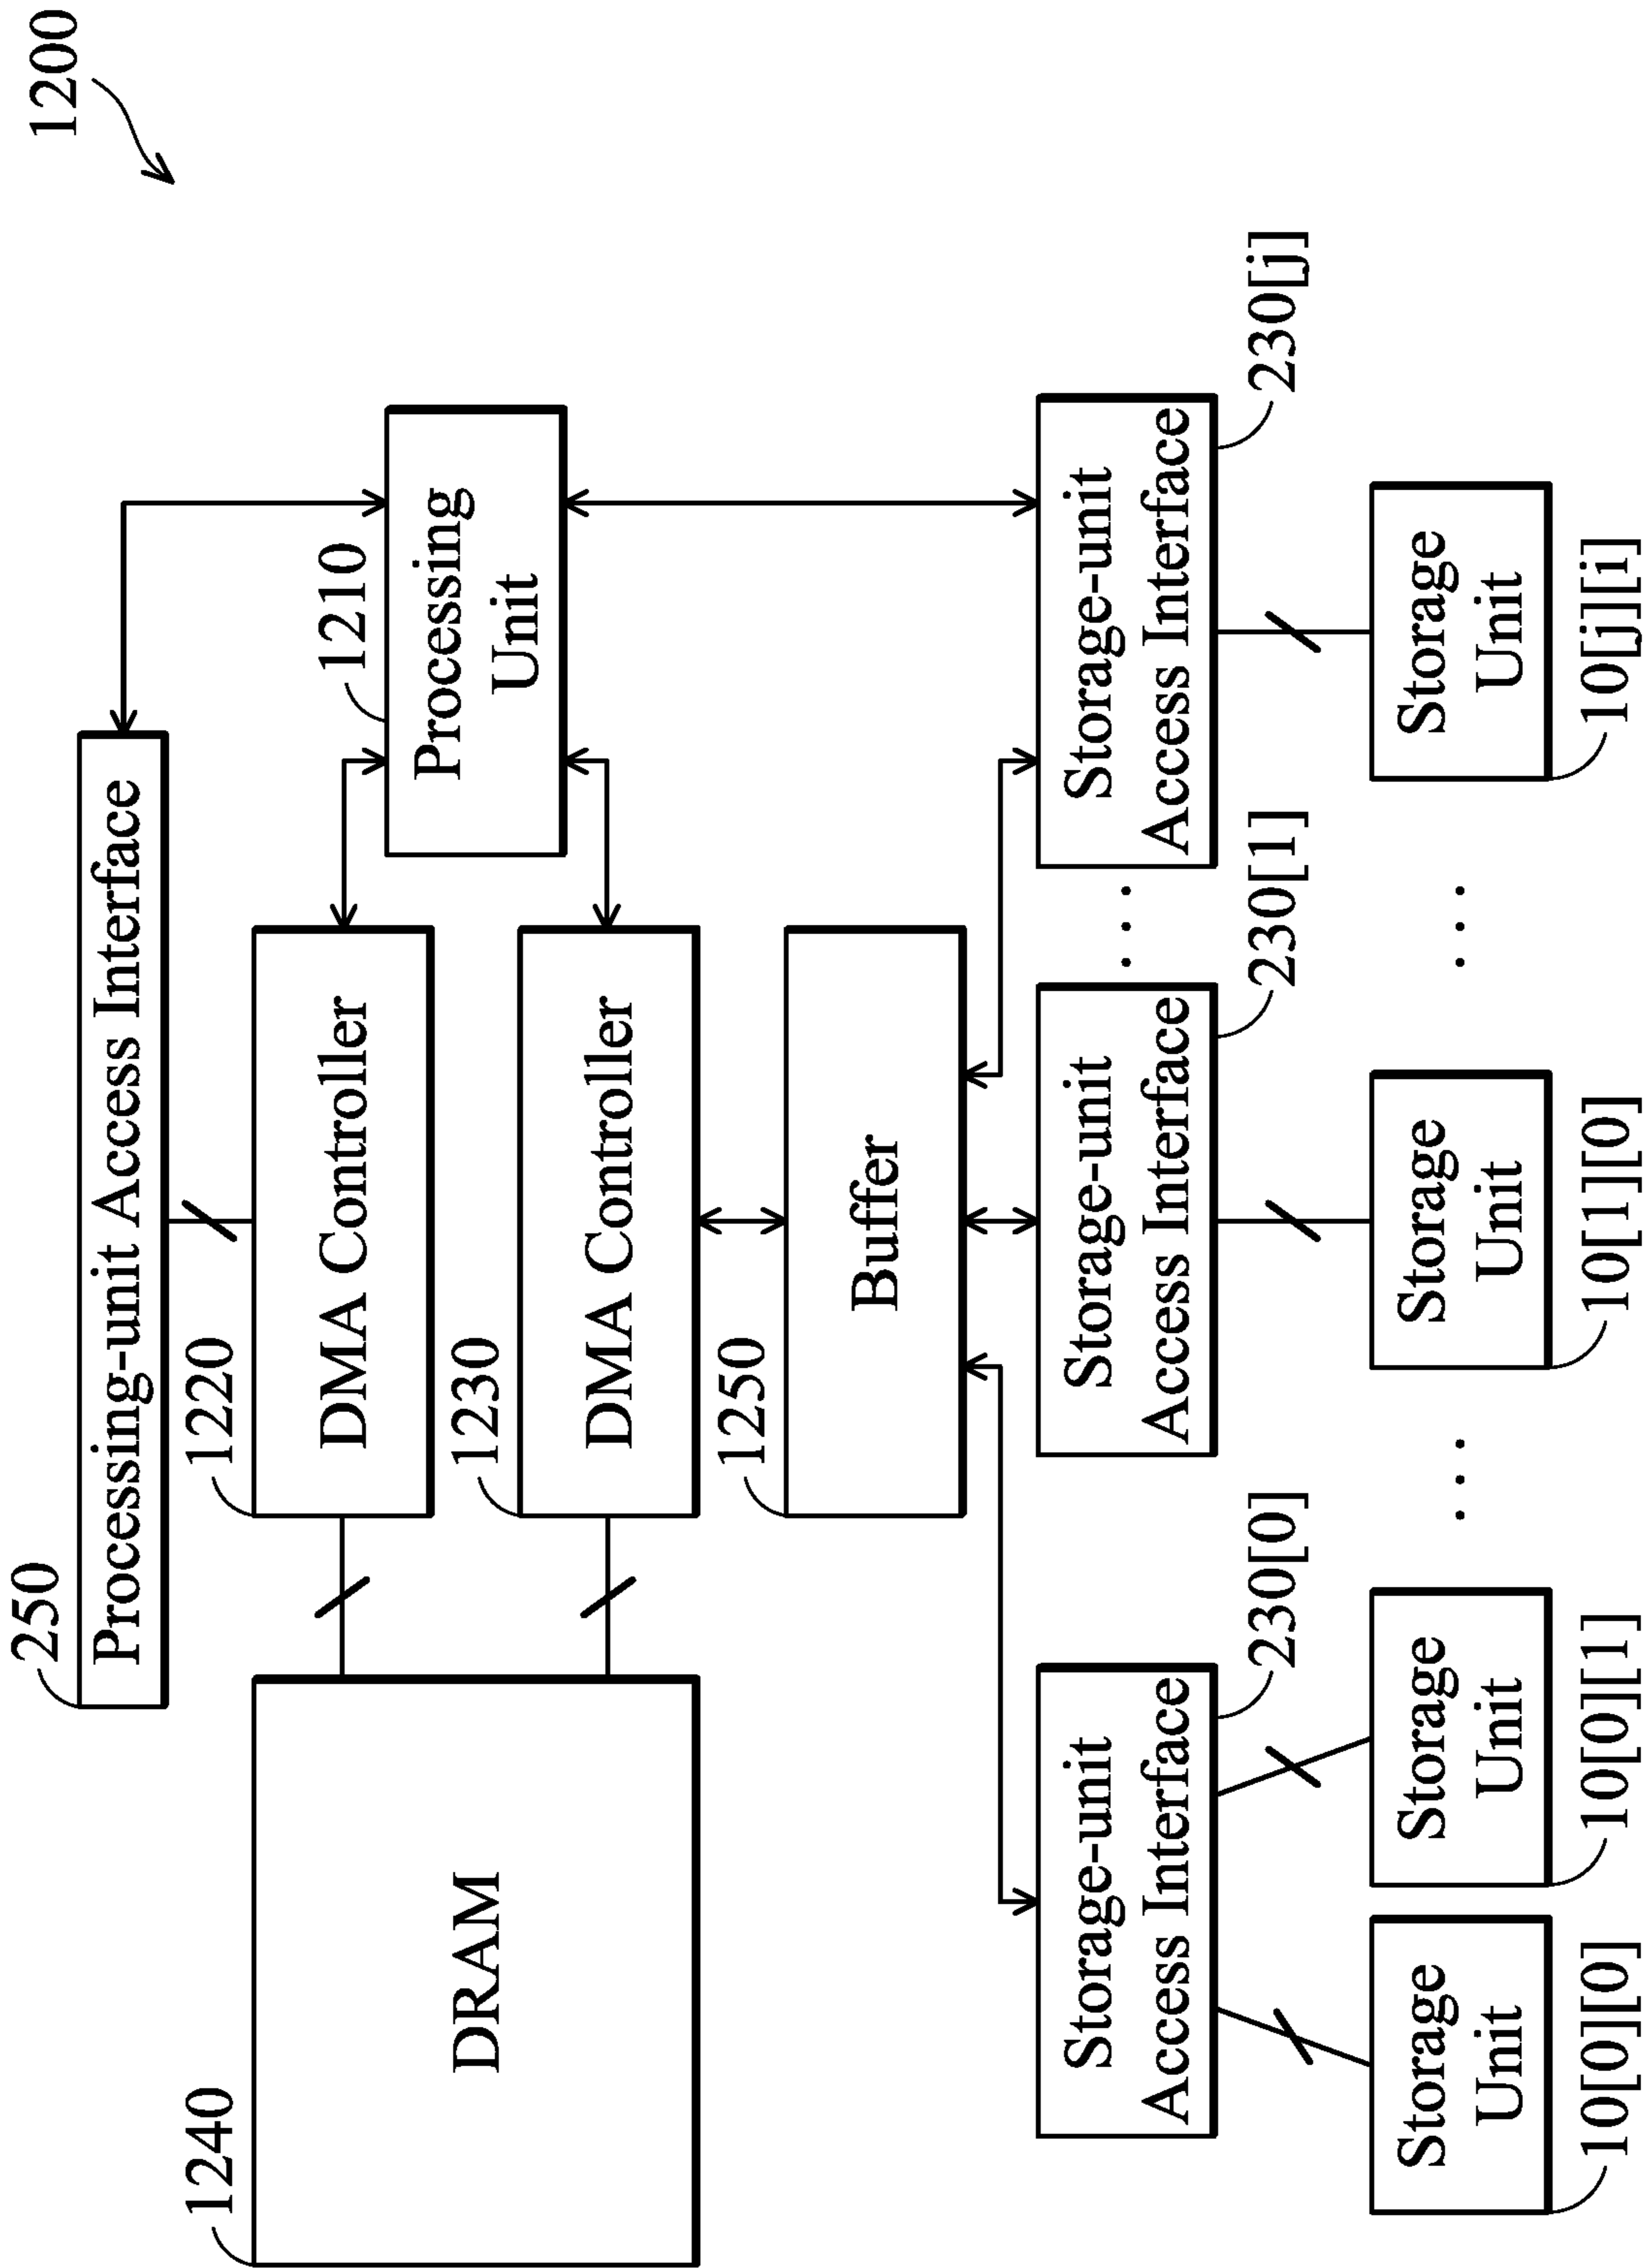 1200
250
Processing-unit Access Interface
1240
DRAM
1220
DMA Controller
1210
Processing
Unit
1230
DMA Controller
1250
Buffer
Storage-unit
Access Interface
230[0]
Storage-unit
Access Interface
230[1]
...
Storage-unit
Access Interface
230[j]
Storage
Unit
10[0][0]
Storage
Unit
10[0][1]
...
Storage
Unit
10[1][0]
...
Storage
Unit
10[j][i]